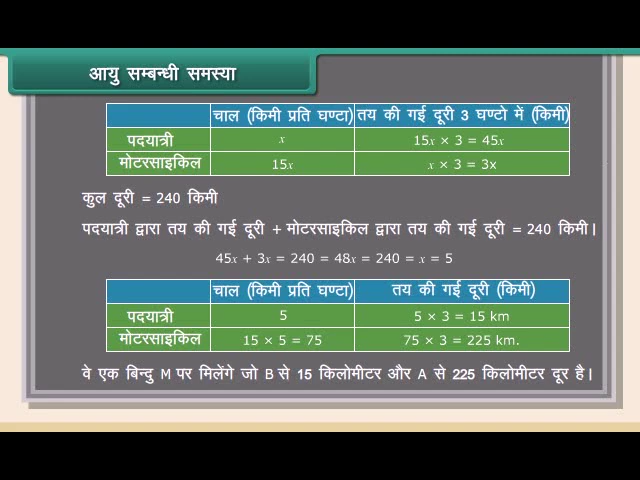 आयु सम्बन्धी समस्या
चाल (किमी प्रति घण्टा) तय की गई दूरी 3 घण्टो में (किमी)
पदयात्री x 15x × 3 = 45x
मोटरसाइकिल 15x x × 3 = 3x
कुल दूरी = 240 किमी
पदयात्री द्वारा तय की गई दूरी + मोटरसाइकिल द्वारा तय की गई दूरी = 240 किमी।
45x + 3x = 240 = 48x = 240 = x = 5
चाल (किमी प्रति घण्टा) तय की गई दूरी (किमी)
पदयात्री 5 5 × 3 = 15 km
मोटरसाइकिल 15 × 5 = 75 75 × 3 = 225 km.
वे एक बिन्दु M पर मिलेंगे जो B से 15 किलोमीटर और A से 225 किलोमीटर दूर है।